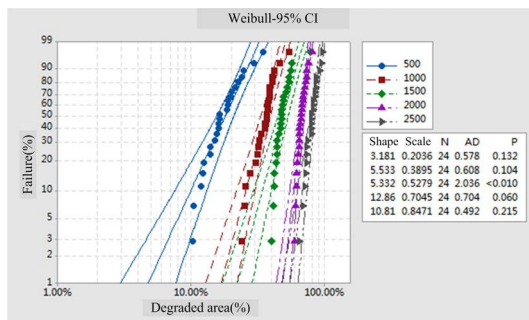 Weibull-95% CI
Failure(%)
99
90
80
70
60
50
40
30
20
10
5
3
2
1
1.00%
10.00%
100.00%
Degraded area(%)
500
1000
1500
2000
2500
Shape Scale N AD P
3.181 0.2036 24 0.578 0.132
5.533 0.3895 24 0.608 0.104
5.332 0.5279 24 2.036 <0.010
12.86 0.7045 24 0.704 0.060
10.81 0.8471 24 0.492 0.215